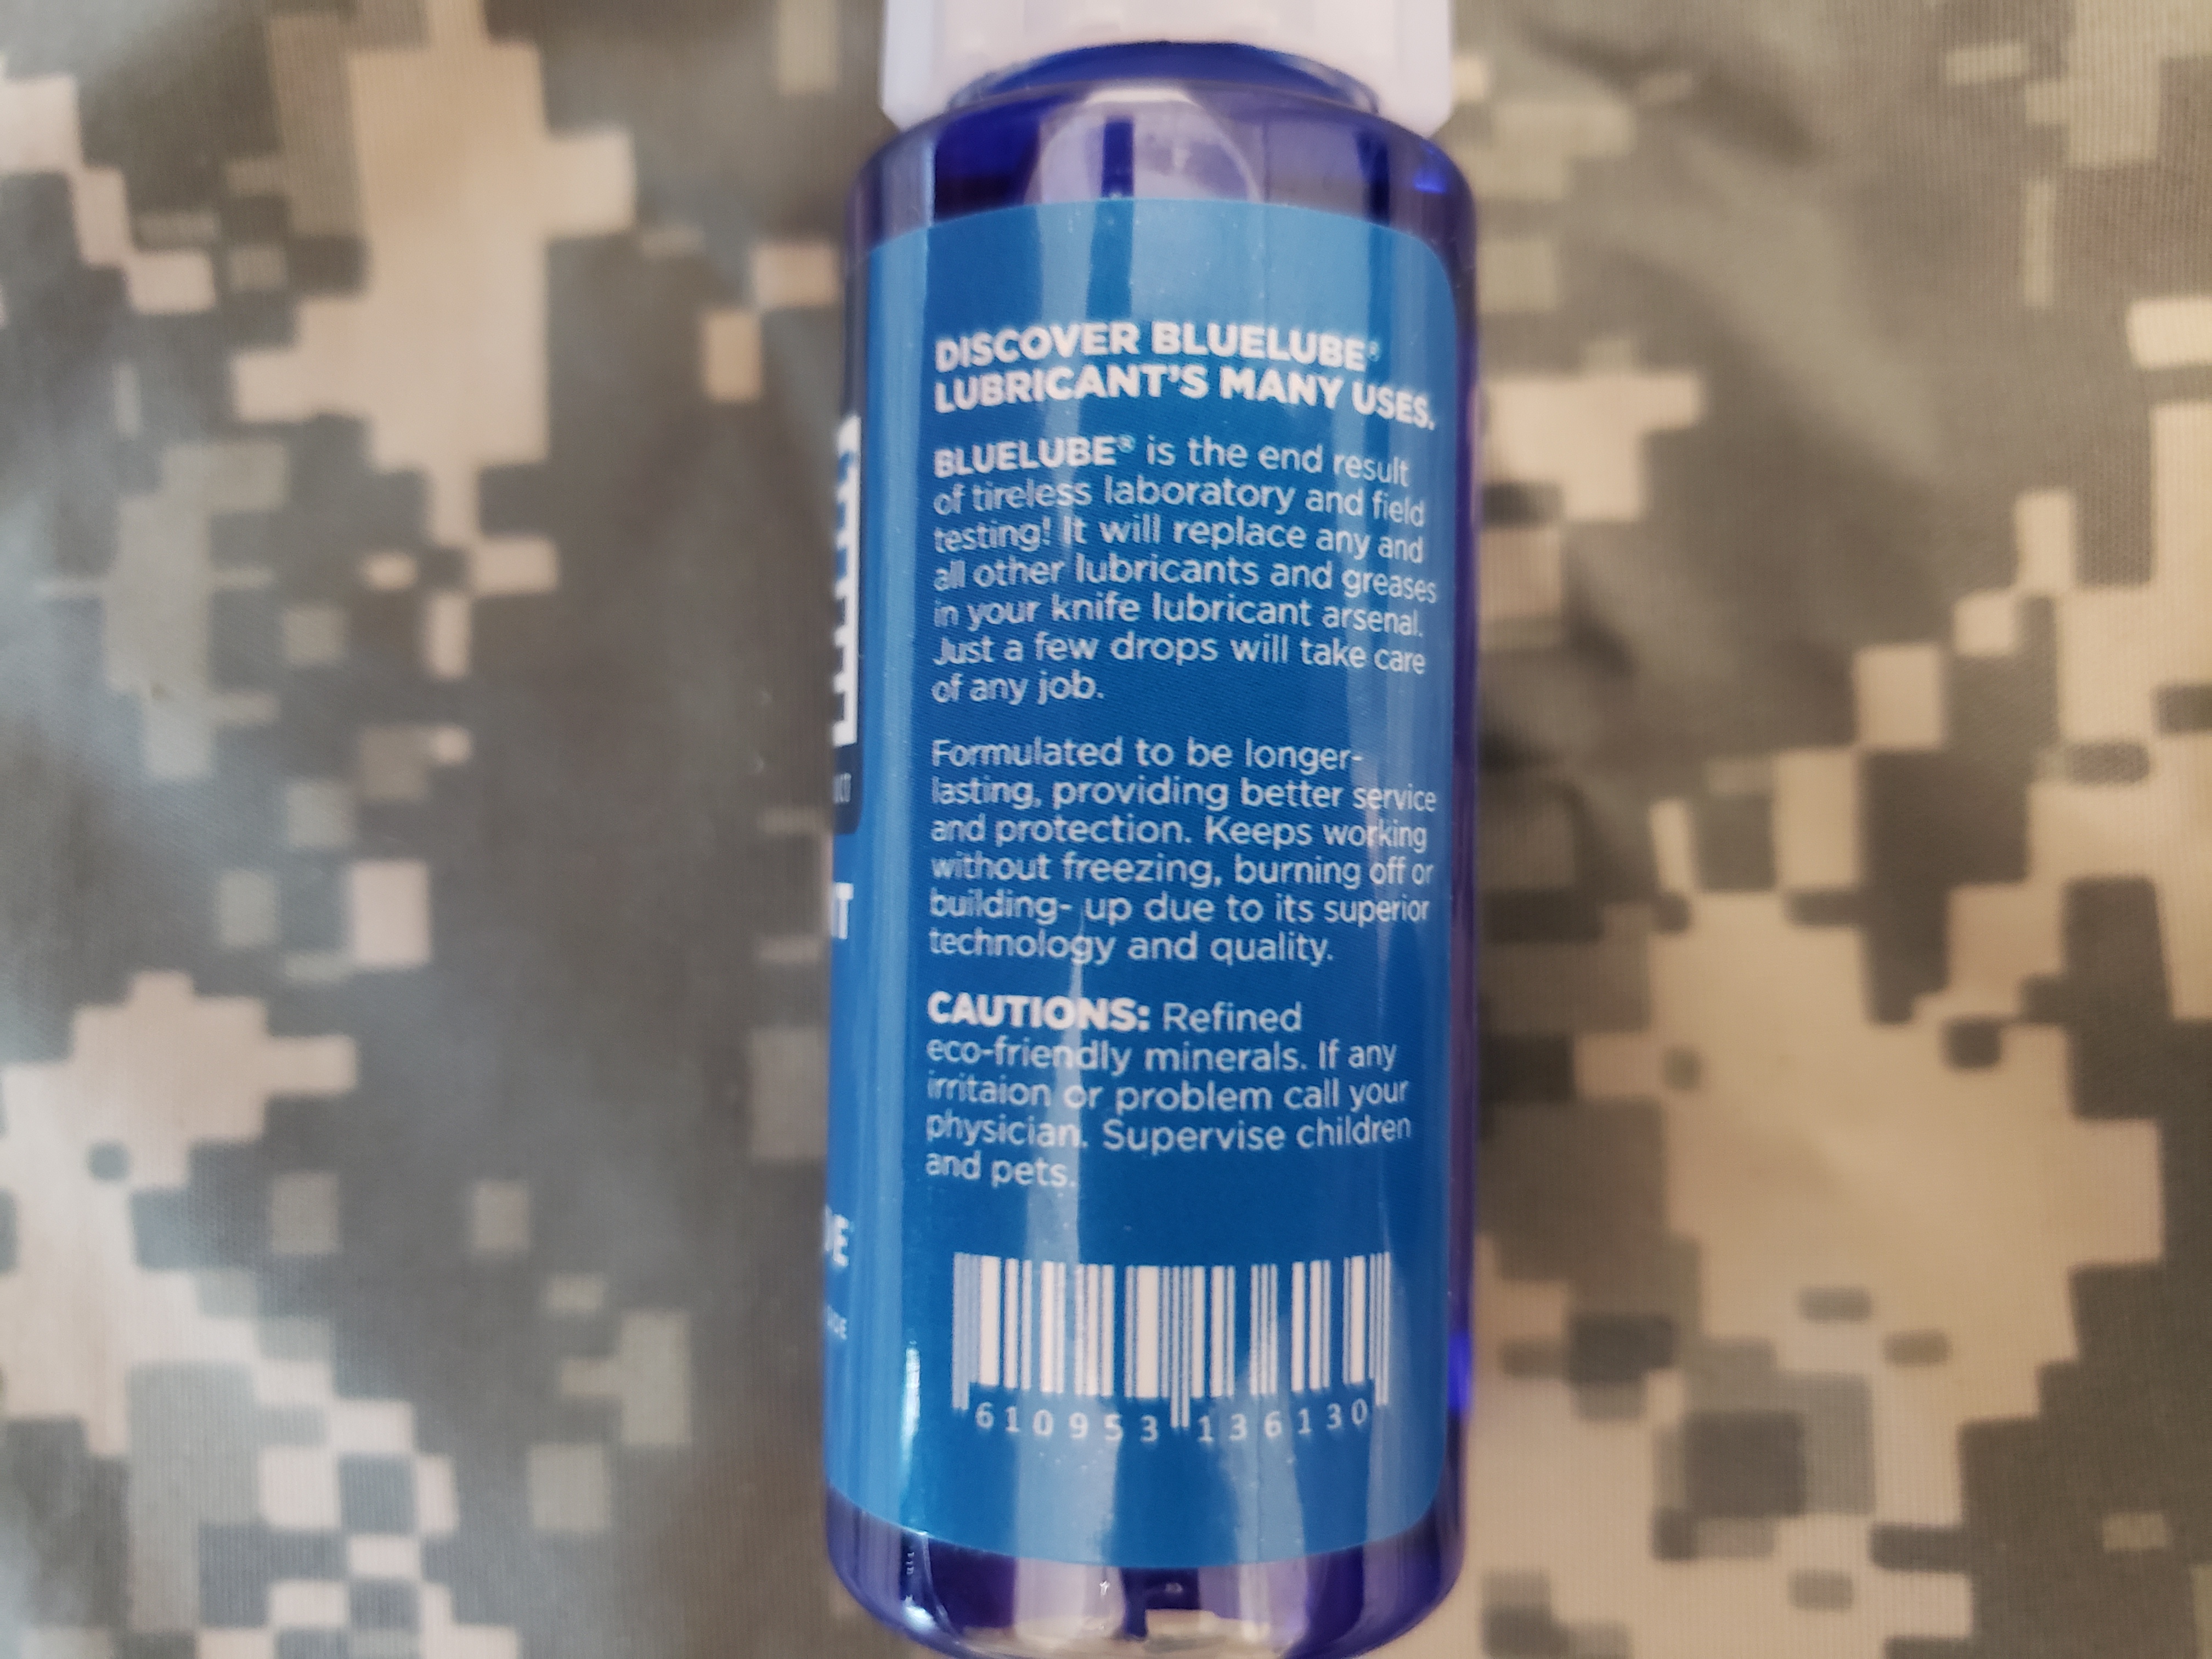 DISCOVER BLUELUBE®
LUBRICANT'S MANY USES.
BLUELUBE® is the end result
of tireless laboratory and field
testing! It will replace any and
all other lubricants and greases
in your knife lubricant arsenal.
Just a few drops will take care
of any job.
Formulated to be longer-
lasting, providing better service
and protection. Keeps working
without freezing, burning off or
building- up due to its superior
technology and quality.
CAUTIONS: Refined
eco-friendly minerals. If any
irritaion or problem call your
physician. Supervise children
and pets.
610953 136130